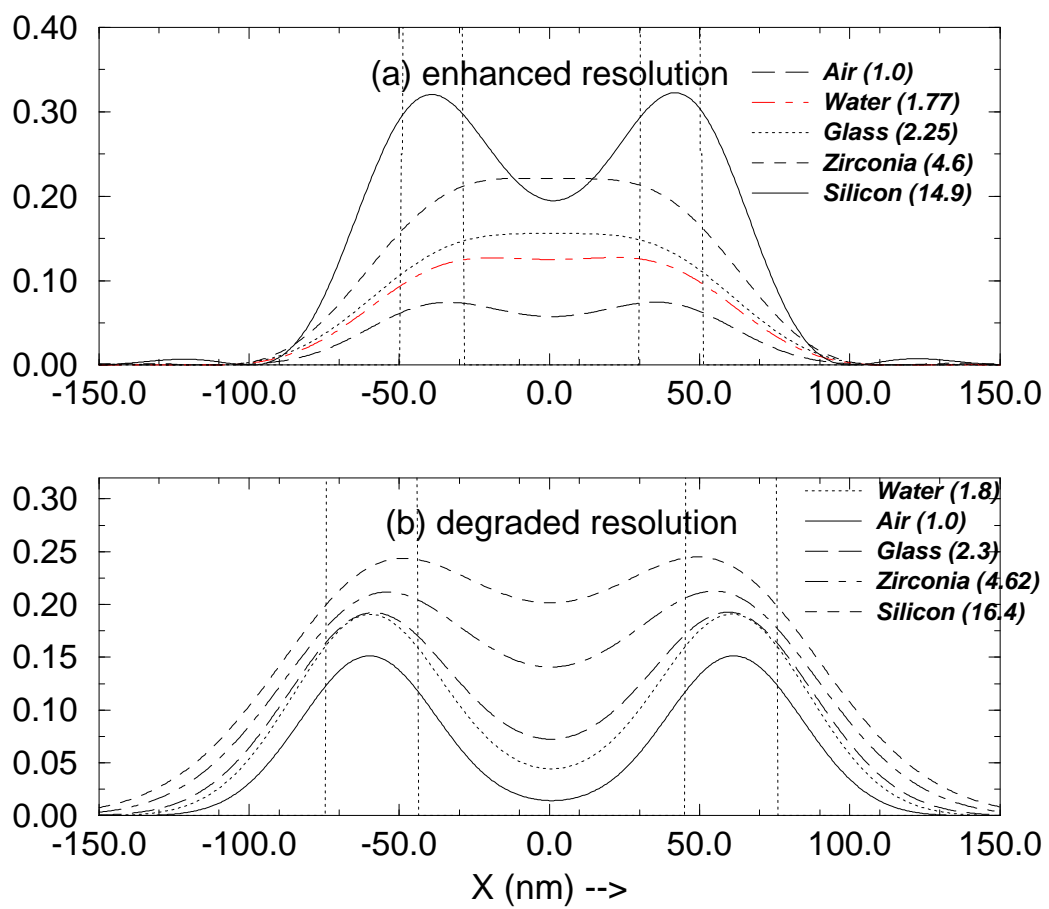 0.40
(a) enhanced resolution
Air (1.0)
Water (1.77)
0.30
Glass (2.25)
Zirconia (4.6)
Silicon (14.9)
0.20
0.10
0.00
-150.0 -100.0 -50.0 0.0 50.0 100.0 150.0
0.30
Water (1.8)
(b) degraded resolution
Air (1.0)
0.25
Glass (2.3)
Zirconia (4.62)
0.20
Silicon (16.4)
0.15
0.10
0.05
0.00
-150.0 -100.0 -50.0 0.0 50.0 100.0 150.0
X (nm) -->